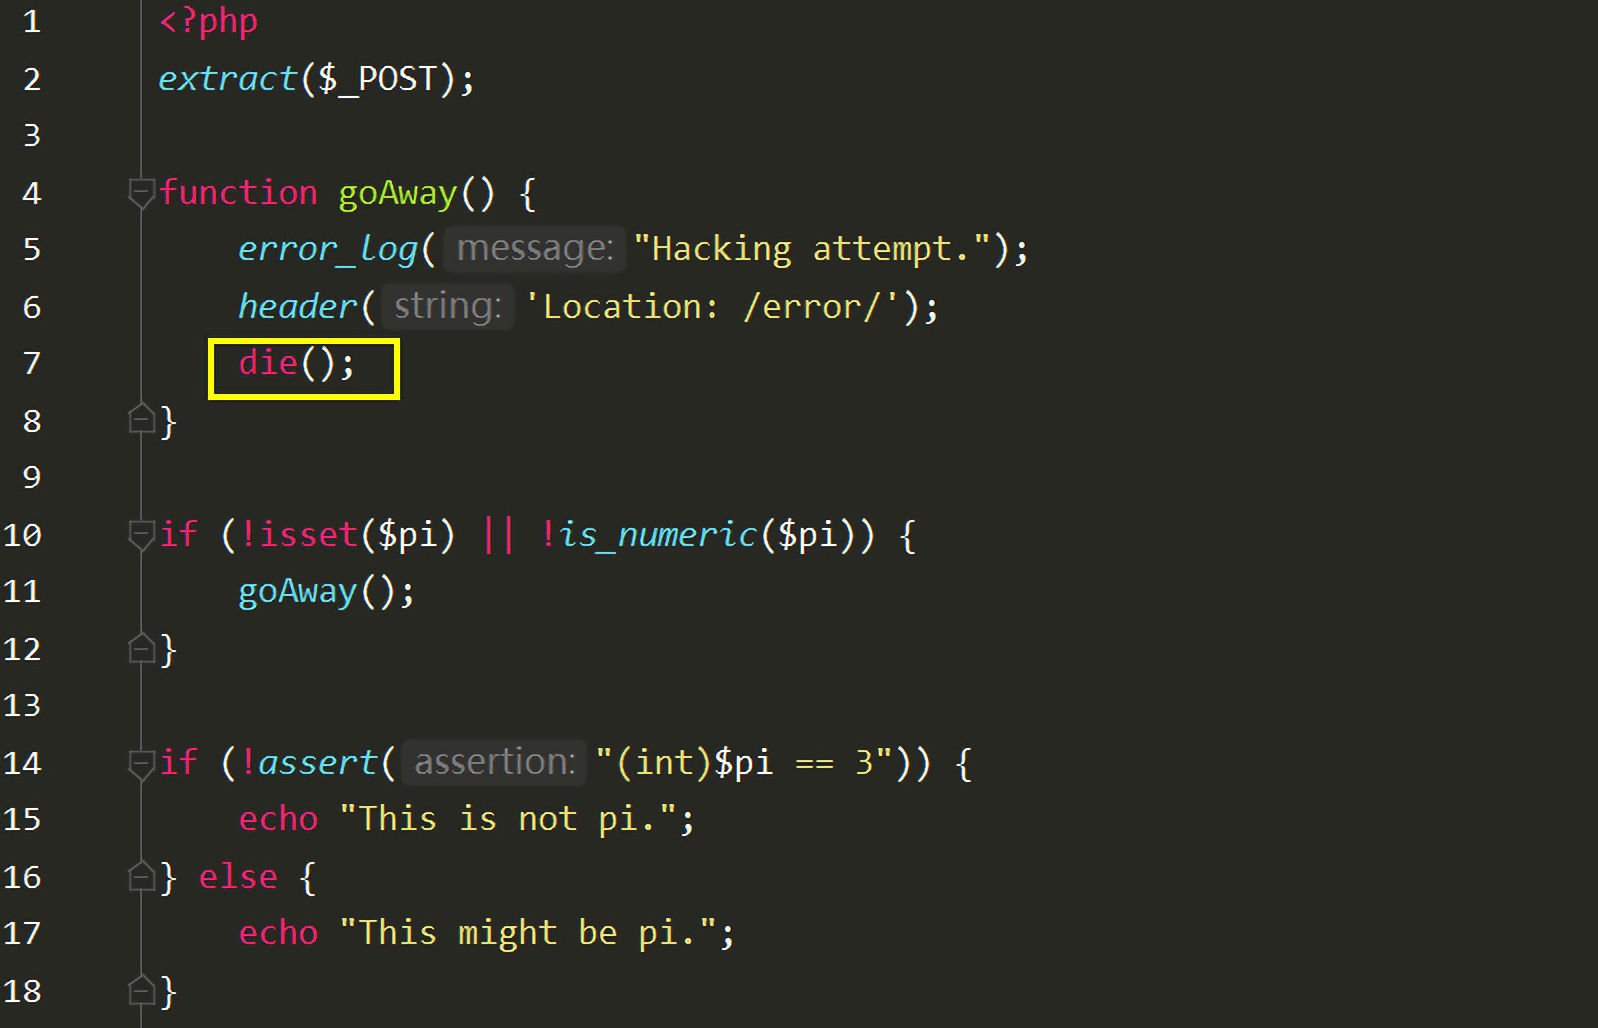 1 <?php
2 extract($_POST);
3
4 function goAway() {
5 error_log( message: "Hacking attempt.");
6 header( string: 'Location: /error/');
7 die();
8 }
9
10 if (!isset($pi) || !is_numeric($pi)) {
11 goAway();
12 }
13
14 if (!assert( assertion: "(int)$pi == 3")) {
15 echo "This is not pi.";
16 } else {
17 echo "This might be pi.";
18 }